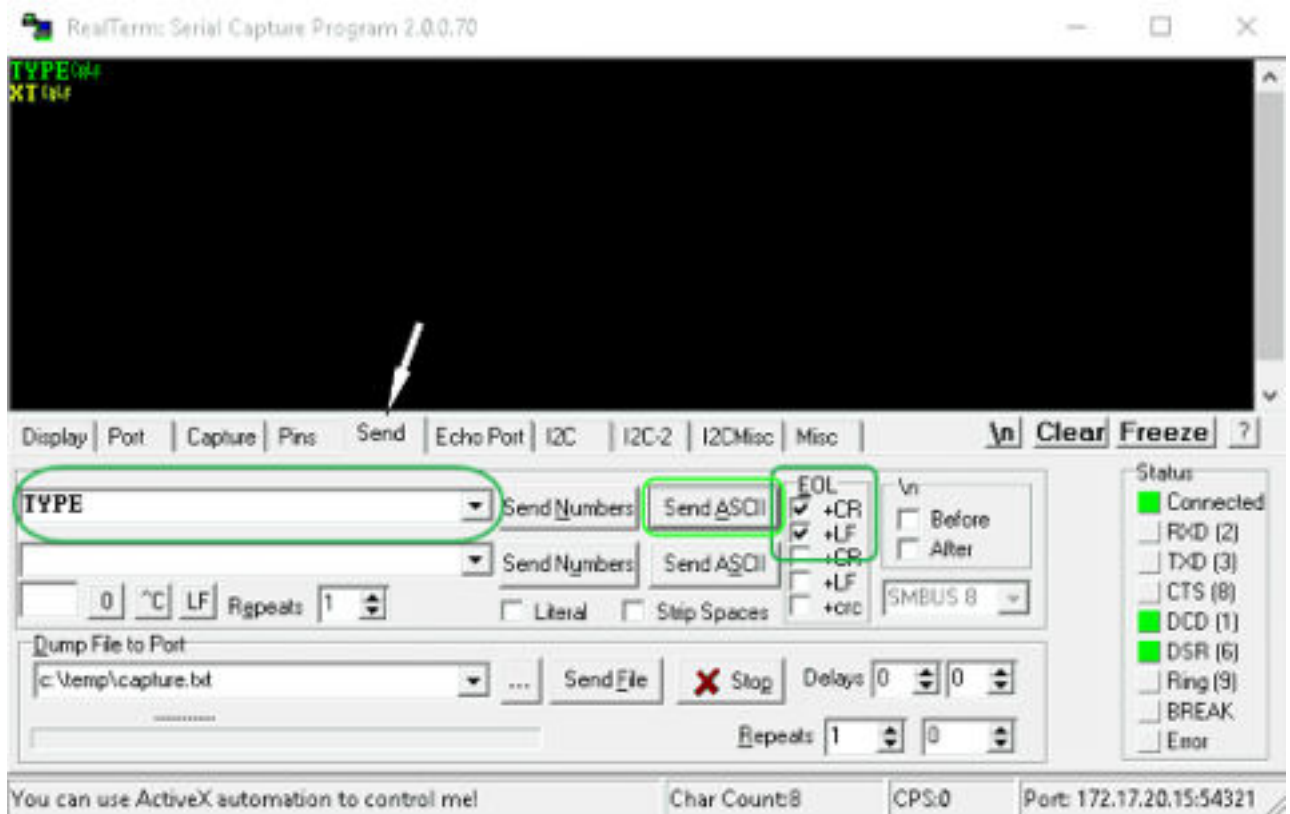 RealTerm: Serial Capture Program 2.0.0.70
TYPE
XT
Display Port Capture Pins Send Echo Port I2C I2C-2 I2CMisc Misc \n Clear Freeze ?
TYPE Send Numbers Send ASCII
Send Numbers Send ASCII
0 ^C LF Repeats 1 Literal Strip Spaces
EOL
+CR
+LF
+CR
+LF
+crc
\n
Before
After
SMBUS 8
Dump File to Port
c:\temp\capture.txt ... Send File Stop Delays 0 0
Repeats 1 0
Status
Connected
RXD (2)
TXD (3)
CTS (8)
DCD (1)
DSR (6)
Ring (9)
BREAK
Error
You can use ActiveX automation to control me! Char Count:8 CPS:0 Port: 172.17.20.15:54321